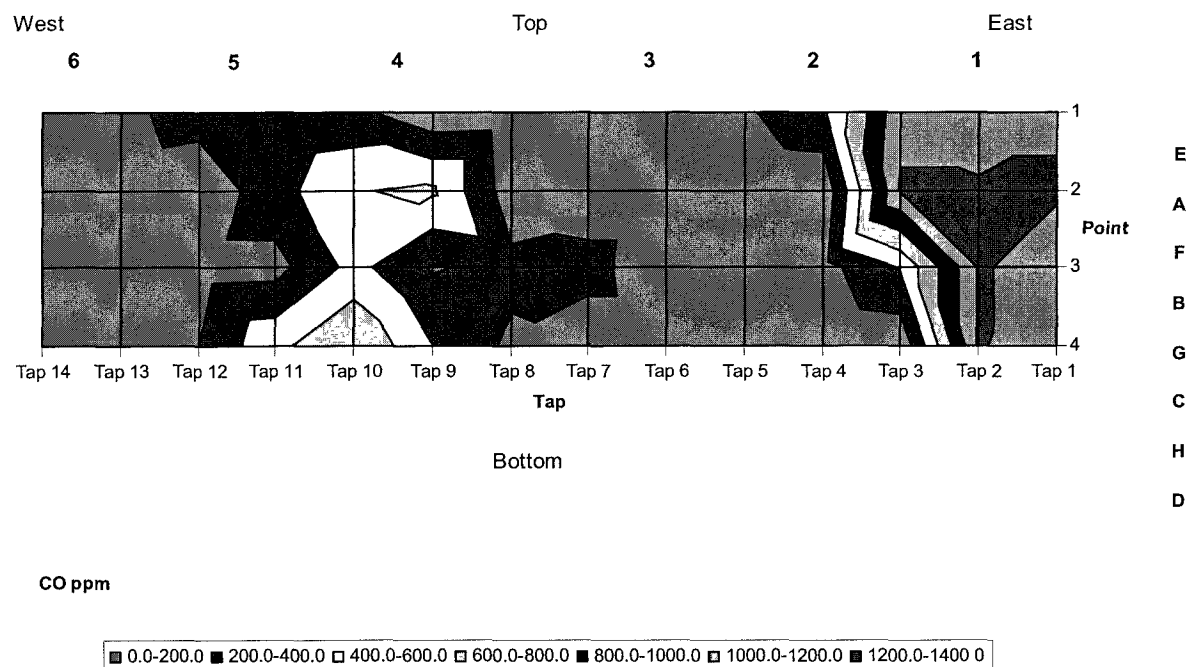 West Top East
6 5 4 3 2 1
1
E
2
A
Point
F
3
B
4
G
Tap 14 Tap 13 Tap 12 Tap 11 Tap 10 Tap 9 Tap 8 Tap 7 Tap 6 Tap 5 Tap 4 Tap 3 Tap 2 Tap 1
Tap
C
Bottom
H
D
CO ppm
0.0-200.0 200.0-400.0 400.0-600.0 600.0-800.0 800.0-1000.0 1000.0-1200.0 1200.0-1400 0